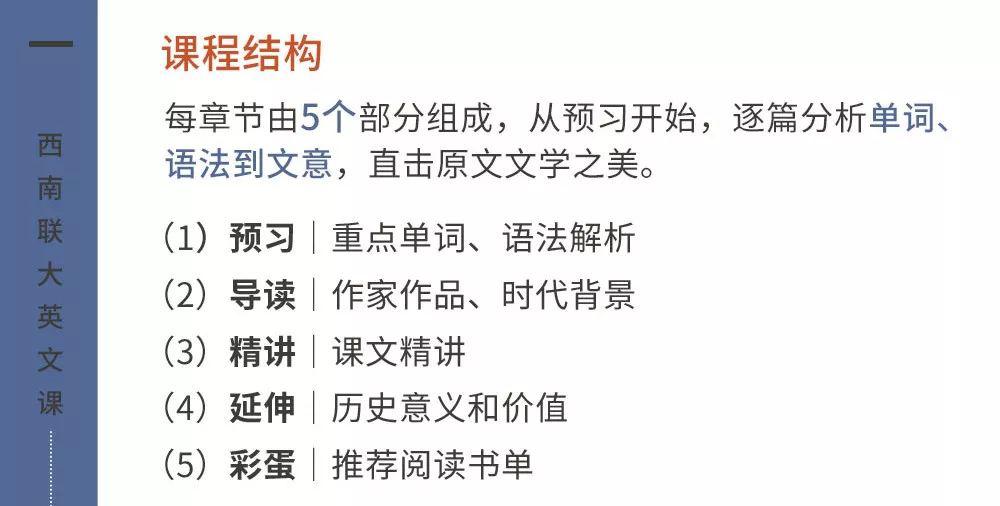 西南联大英文课
课程结构
每章节由5个部分组成，从预习开始，逐篇分析单词、
语法到文意，直击原文文学之美。
（1）预习｜重点单词、语法解析
（2）导读｜作家作品、时代背景
（3）精讲｜课文精讲
（4）延伸｜历史意义和价值
（5）彩蛋｜推荐阅读书单